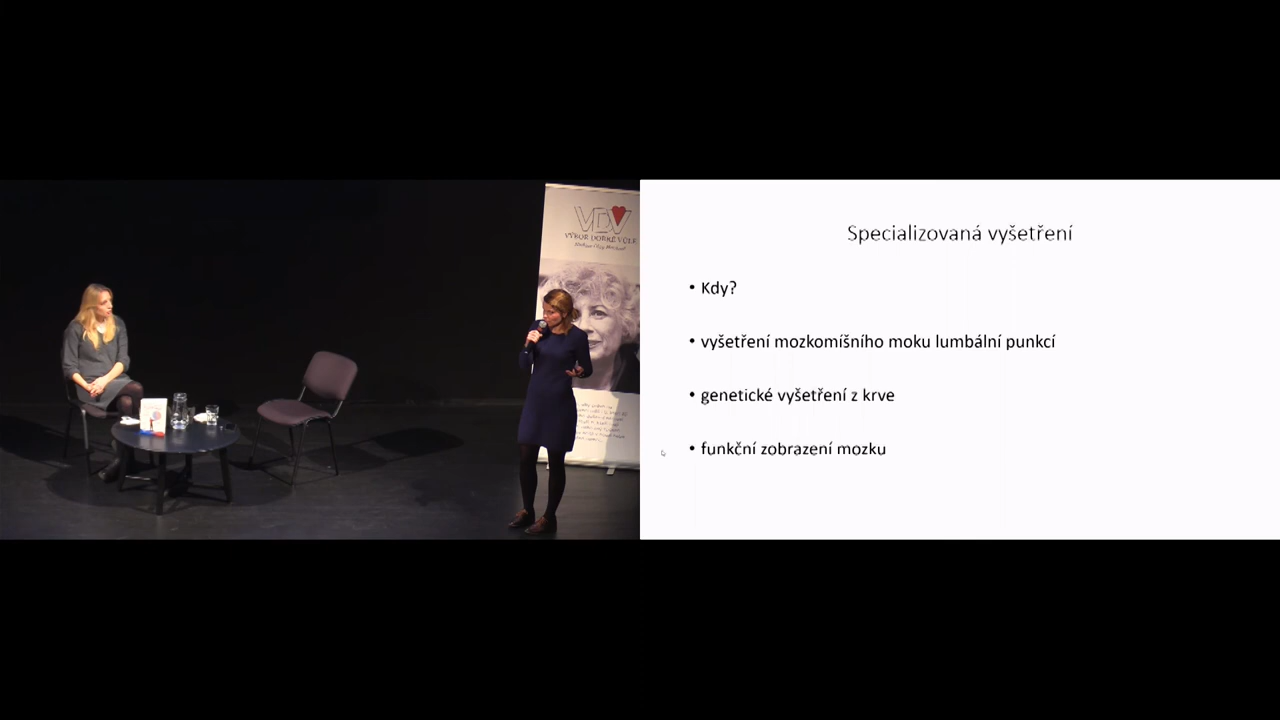 VDV
VÝBOR DOBRÉ VŮLE
Specializovaná vyšetření
• Kdy?
• vyšetření mozkomíšního moku lumbální punkcí
• genetické vyšetření z krve
• funkční zobrazení mozku